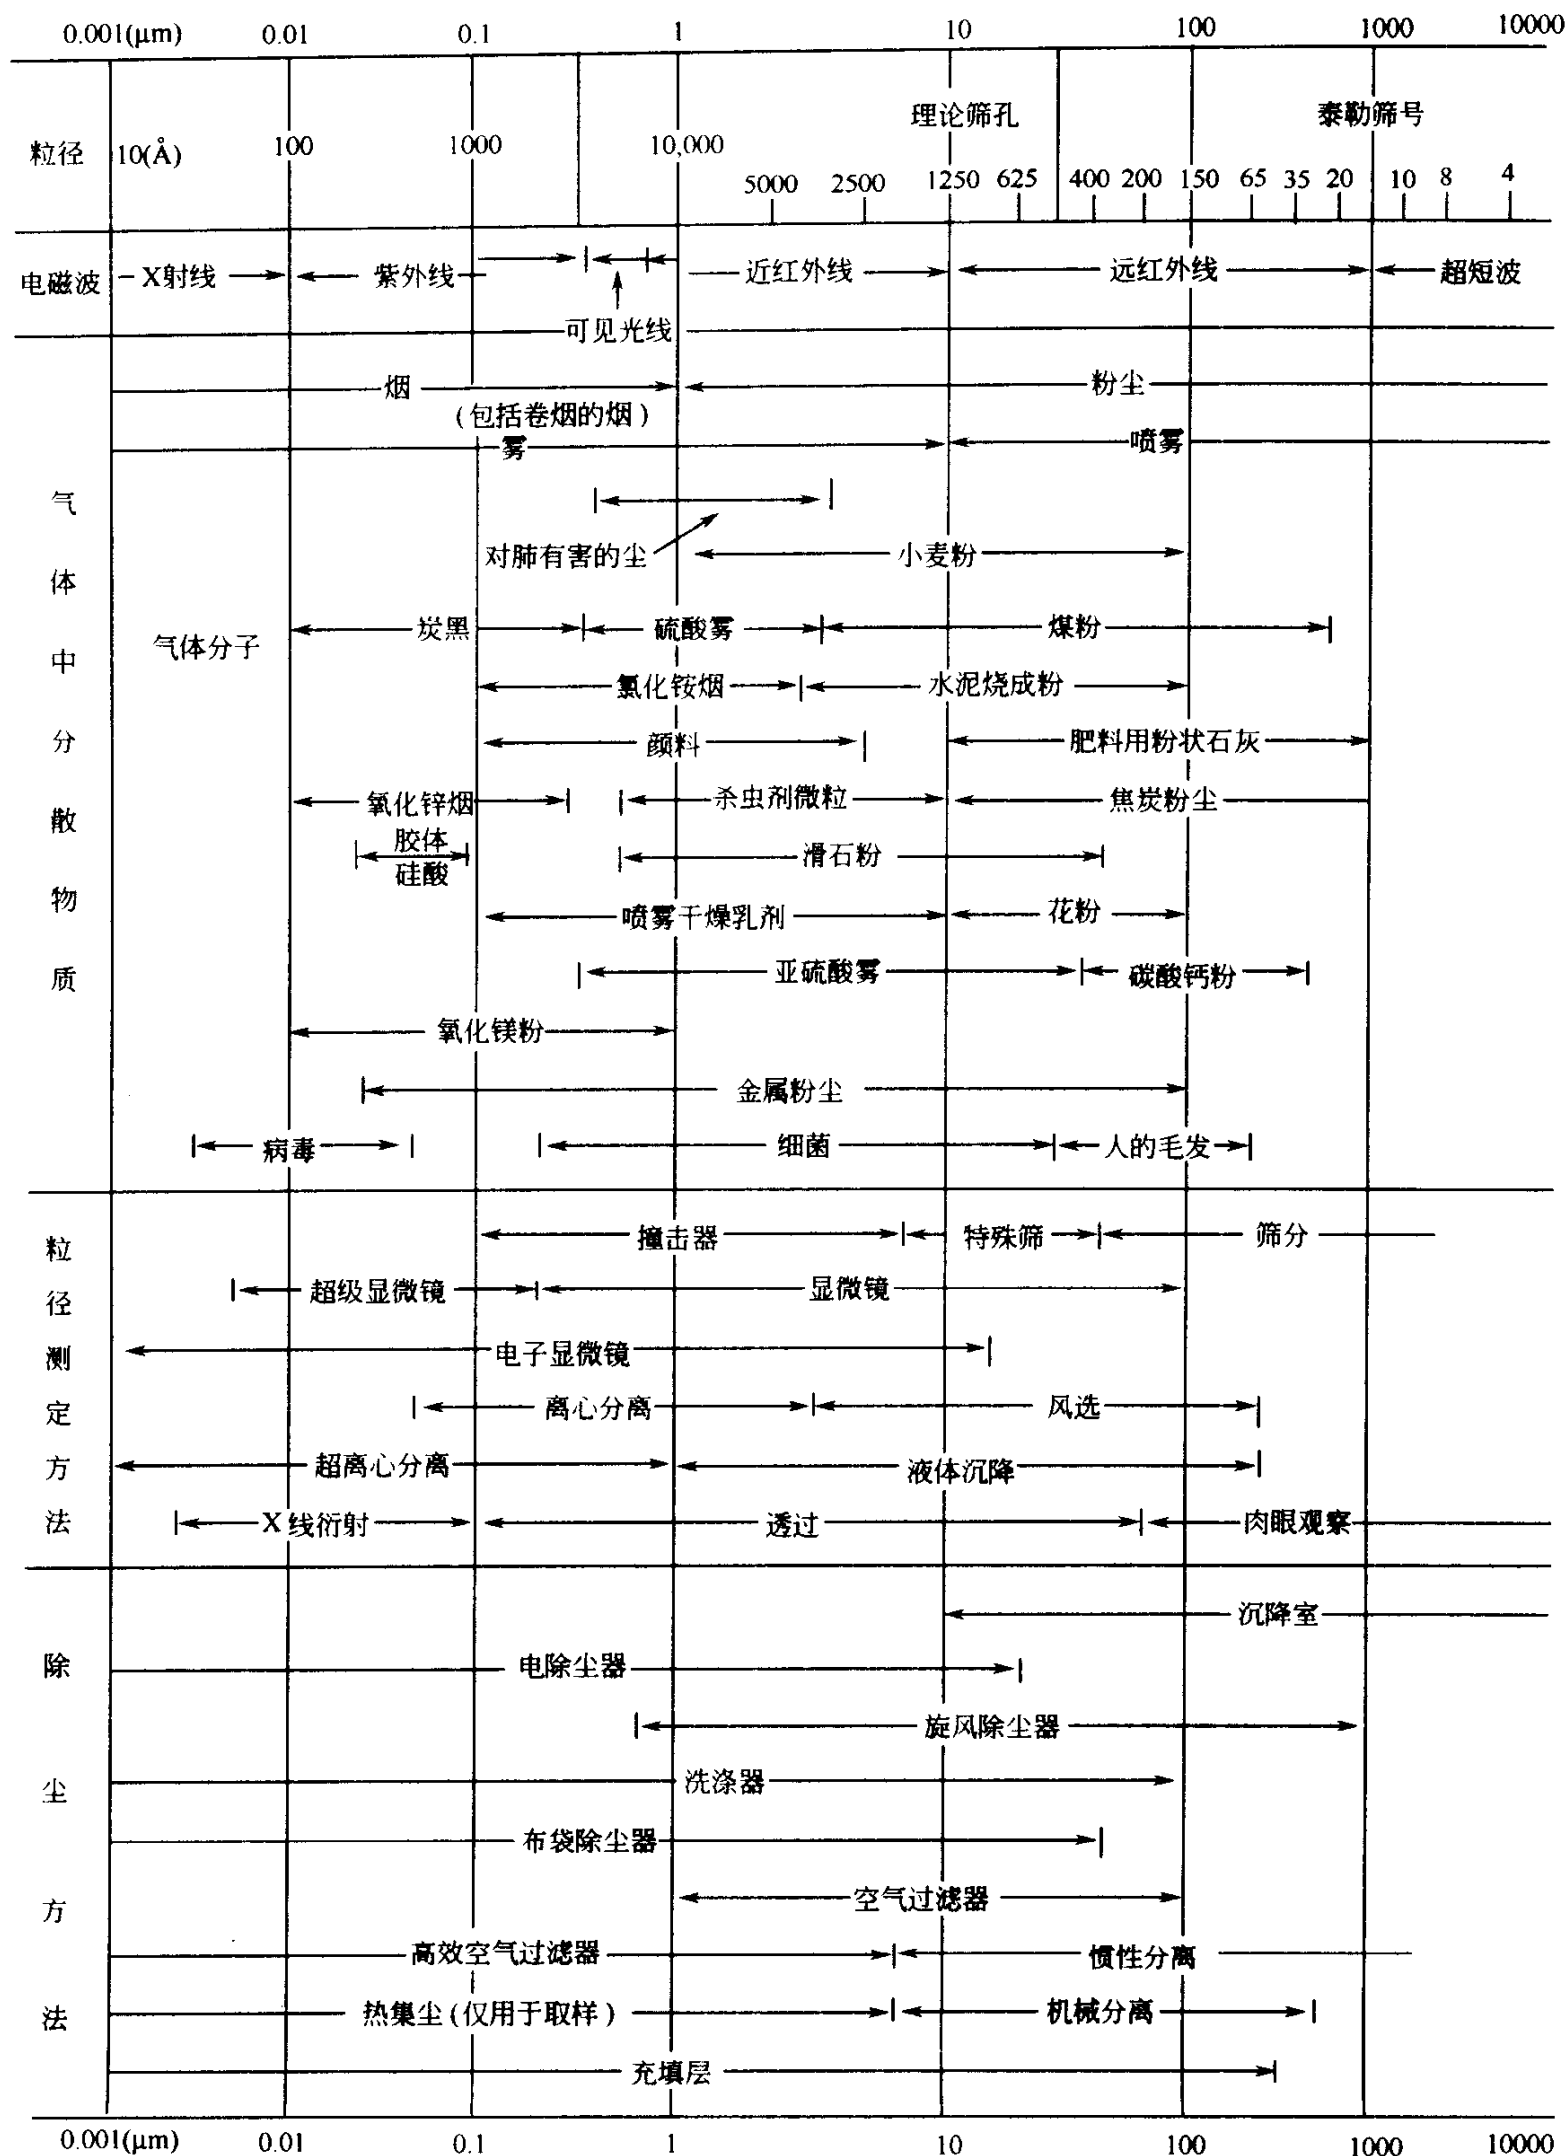 0.001(μm) 0.01 0.1 1 10 100 1000 10000
理论筛孔 泰勒筛号
粒径 10(Å) 100 1000 10,000
5000 2500 1250 625 400 200 150 65 35 20 10 8 4
电磁波 X射线 紫外线 近红外线 远红外线 超短波
可见光线
烟 粉尘
(包括卷烟的烟)
雾 喷雾
气体中分散物质
对肺有害的尘 小麦粉
气体分子 炭黑 硫酸雾 煤粉
氯化铵烟 水泥烧成粉
颜料 肥料用粉状石灰
氧化锌烟 杀虫剂微粒 焦炭粉尘
胶体
硅酸 滑石粉
喷雾干燥乳剂 花粉
亚硫酸雾 碳酸钙粉
氧化镁粉
金属粉尘
病毒 细菌 人的毛发
粒径测定方法
撞击器 特殊筛 筛分
超级显微镜 显微镜
电子显微镜
离心分离 风选
超离心分离 液体沉降
X线衍射 透过 肉眼观察
除尘方法
沉降室
电除尘器
旋风除尘器
洗涤器
布袋除尘器
空气过滤器
高效空气过滤器 惯性分离
热集尘(仅用于取样) 机械分离
充填层
0.001(μm) 0.01 0.1 1 10 100 1000 10000